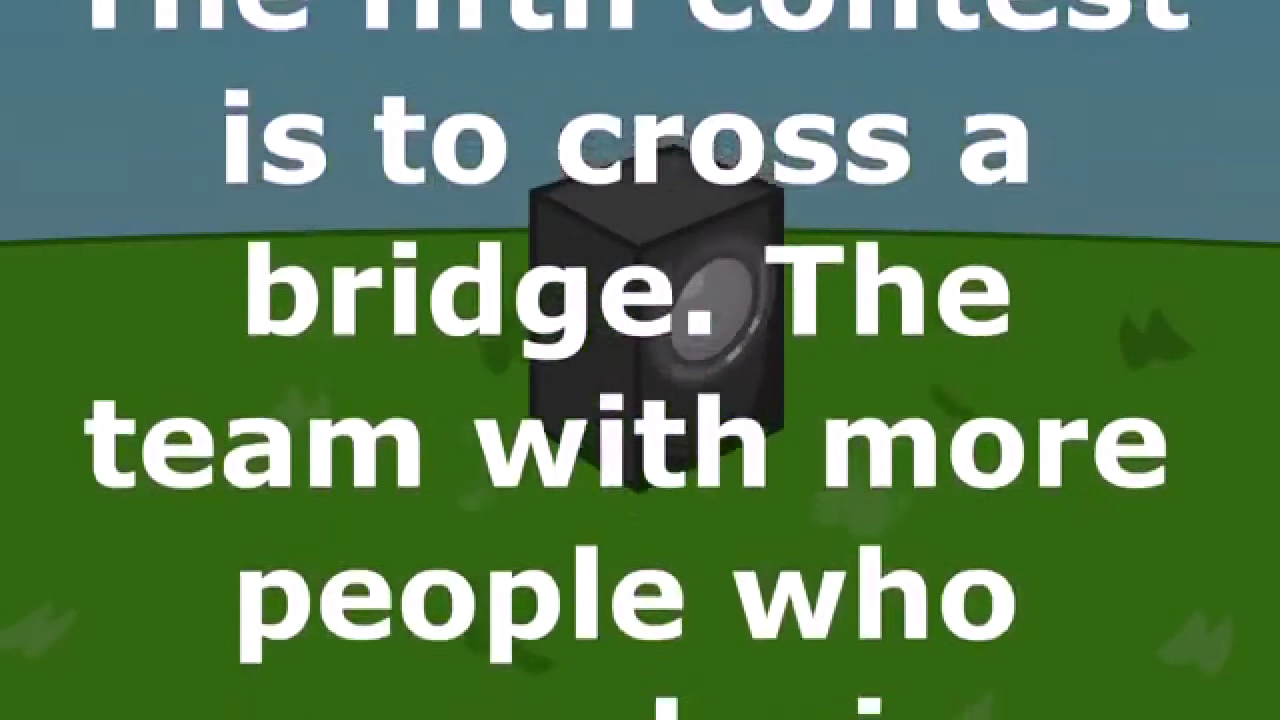 The fifth contest
is to cross a
bridge. The
team with more
people who